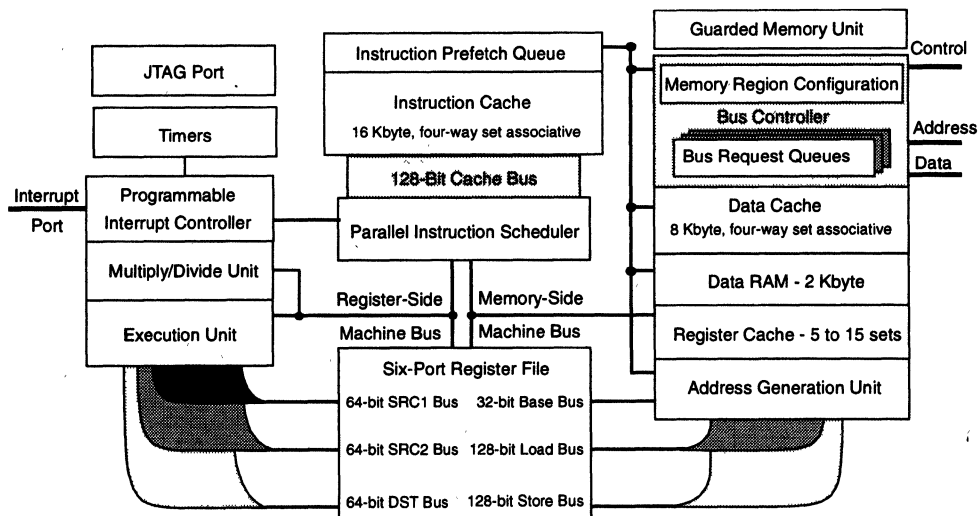 JTAG Port
Timers
Interrupt
Port
Programmable
Interrupt Controller
Multiply/Divide Unit
Execution Unit
Instruction Prefetch Queue
Instruction Cache
16 Kbyte, four-way set associative
128-Bit Cache Bus
Parallel Instruction Scheduler
Register-Side
Machine Bus
Memory-Side
Machine Bus
Six-Port Register File
64-bit SRC1 Bus
32-bit Base Bus
64-bit SRC2 Bus
128-bit Load Bus
64-bit DST Bus
128-bit Store Bus
Guarded Memory Unit
Control
Memory Region Configuration
Bus Controller
Address
Bus Request Queues
Data
Data Cache
8 Kbyte, four-way set associative
Data RAM - 2 Kbyte
Register Cache - 5 to 15 sets
Address Generation Unit